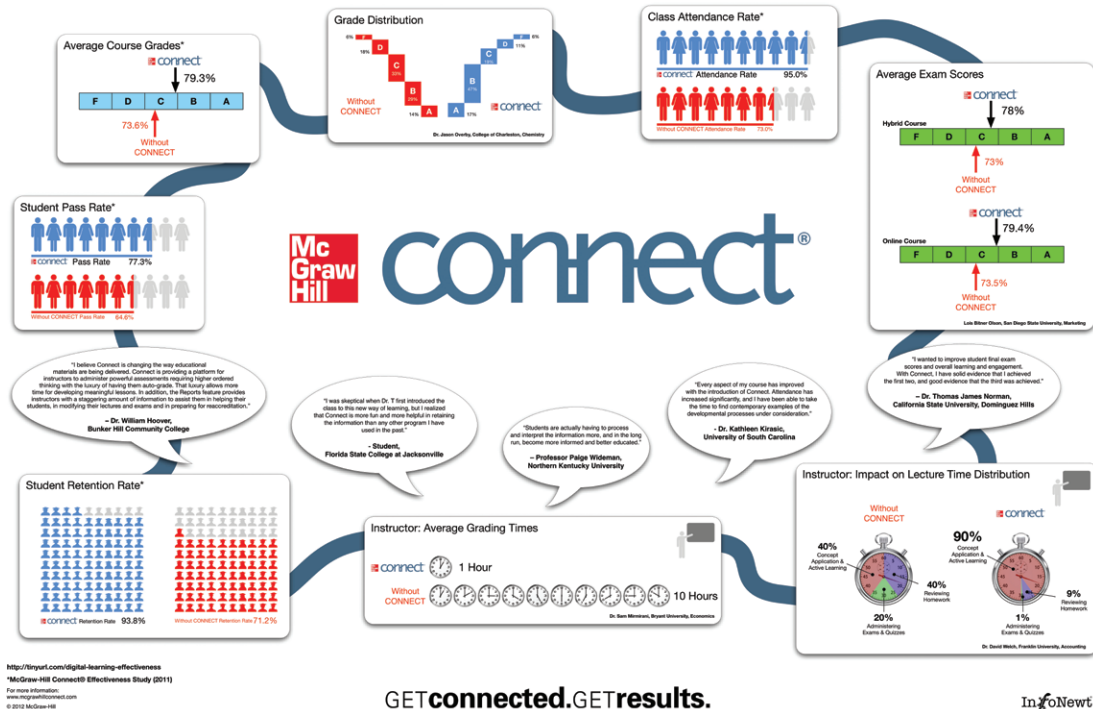 Average Course Grades*
connect
79.3%
F D C B A
73.6%
Without
CONNECT
Grade Distribution
6% F
18% D
C
B
14% A
Without
CONNECT
F 8%
D 11%
C
B
A 17%
connect
Dr. Jason Overby, College of Charleston, Chemistry
Class Attendance Rate*
connect Attendance Rate 95.0%
Without CONNECT Attendance Rate 73.0%
Average Exam Scores
connect
78%
Hybrid Course
F D C B A
73%
Without
CONNECT
connect
79.4%
Online Course
F D C B A
73.5%
Without
CONNECT
Lois Bitner Olson, San Diego State University, Marketing
Student Pass Rate*
connect Pass Rate 77.3%
Without CONNECT Pass Rate 64.6%
Mc
Graw
Hill
connect®
"I believe Connect is changing the way educational
materials are being delivered. Connect is providing a platform for
instructors to administer powerful assessments requiring higher ordered
thinking with the luxury of having them auto-grade. That luxury allows more
time for developing meaningful lessons. In addition, the Reports feature provides
instructors with a staggering amount of information to assist them in helping their
students, in modifying their lectures and exams and in preparing for reaccreditation."
– Dr. William Hoover,
Bunker Hill Community College
"I was skeptical when Dr. T first introduced the
class to this new way of learning, but I realized
that Connect is more fun and more helpful in retaining
the information than any other program I have
used in the past."
- Student,
Florida State College at Jacksonville
"Students are actually having to process
and interpret the information more, and in the long
run, become more informed and better educated."
– Professor Paige Wideman,
Northern Kentucky University
"Every aspect of my course has improved
with the introduction of Connect. Attendance has
increased significantly, and I have been able to take
the time to find contemporary examples of the
developmental processes under consideration."
- Dr. Kathleen Kirasic,
University of South Carolina
"I wanted to improve student final exam
scores and overall learning and engagement.
With Connect, I have solid evidence that I achieved
the first two, and good evidence that the third was achieved."
– Dr. Thomas James Norman,
California State University, Dominguez Hills
Student Retention Rate*
connect Retention Rate 93.8%
Without CONNECT Retention Rate 71.2%
Instructor: Average Grading Times
connect 1 Hour
Without
CONNECT
10 Hours
Dr. Sam Mirmirani, Bryant University, Economics
Instructor: Impact on Lecture Time Distribution
Without
CONNECT
40%
Concept
Application &
Active Learning
40%
Reviewing
Homework
20%
Administering
Exams & Quizzes
connect
90%
Concept
Application &
Active Learning
9%
Reviewing
Homework
1%
Administering
Exams & Quizzes
Dr. David Welch, Franklin University, Accounting
http://tinyurl.com/digital-learning-effectiveness
*McGraw-Hill Connect® Effectiveness Study (2011)
For more information:
www.mcgrawhillconnect.com
© 2012 McGraw-Hill
GETconnected.GETresults.
InfoNewt